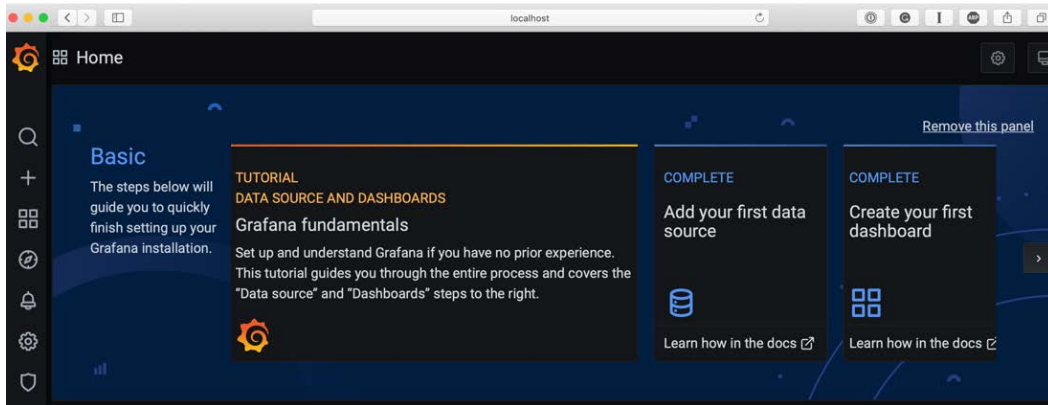 localhost
Home
Remove this panel
Basic
The steps below will
guide you to quickly
finish setting up your
Grafana installation.
TUTORIAL
DATA SOURCE AND DASHBOARDS
Grafana fundamentals
Set up and understand Grafana if you have no prior experience.
This tutorial guides you through the entire process and covers the
“Data source” and “Dashboards” steps to the right.
COMPLETE
Add your first data
source
Learn how in the docs
COMPLETE
Create your first
dashboard
Learn how in the docs